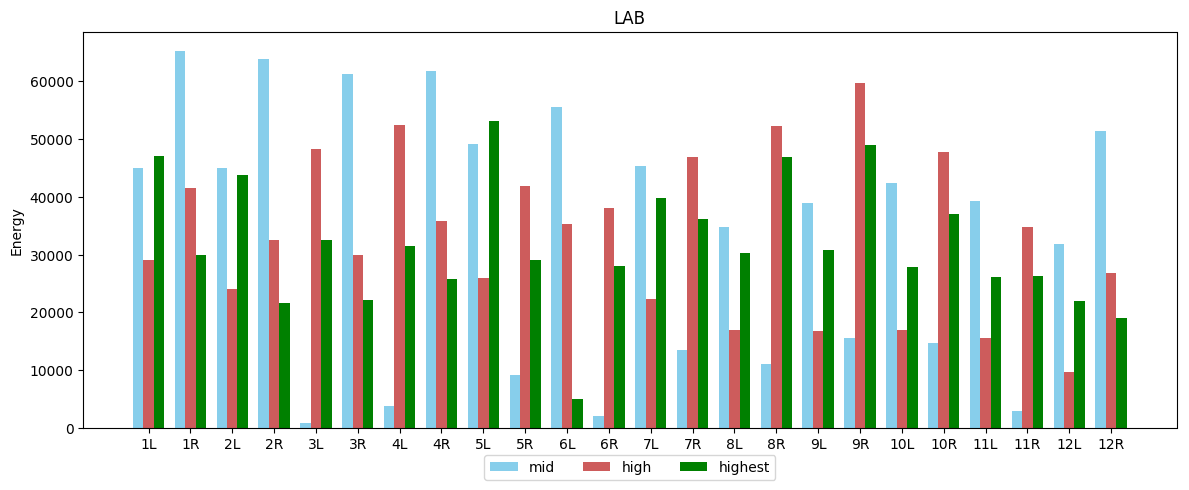 LAB
60000
50000
40000
30000
20000
10000
0
Energy
1L 1R 2L 2R 3L 3R 4L 4R 5L 5R 6L 6R 7L 7R 8L 8R 9L 9R 10L 10R 11L 11R 12L 12R
mid high highest